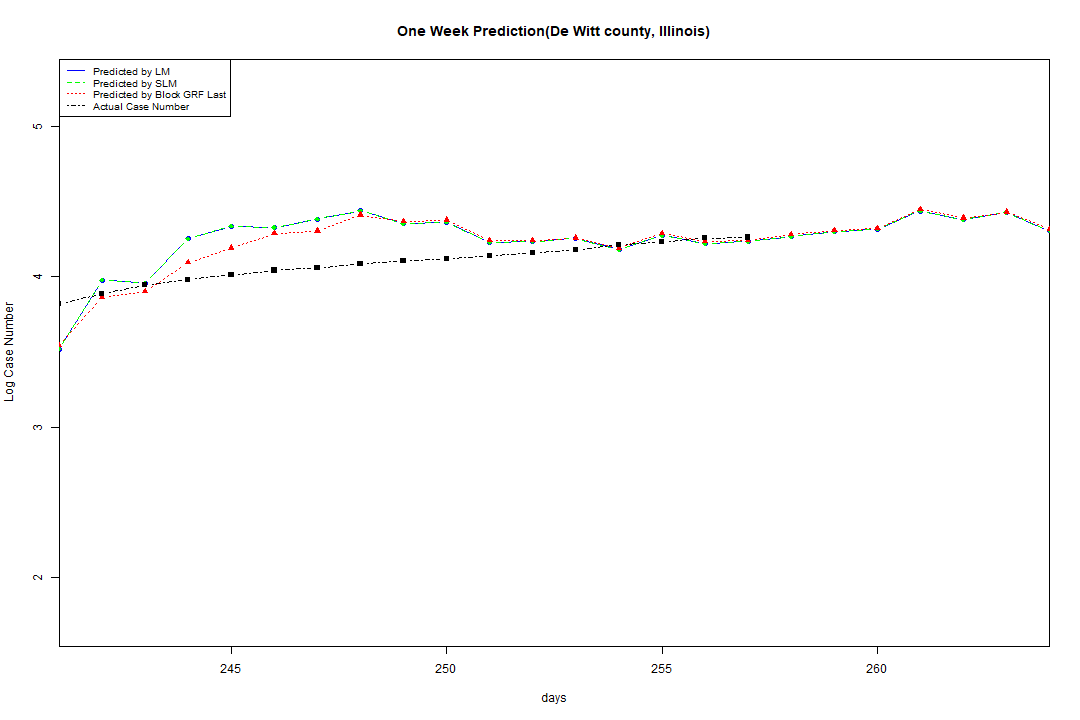 One Week Prediction(De Witt county, Illinois)
Predicted by LM
Predicted by SLM
Predicted by Block GRF Last
Actual Case Number
5
4
3
2
Log Case Number
245
250
255
260
days